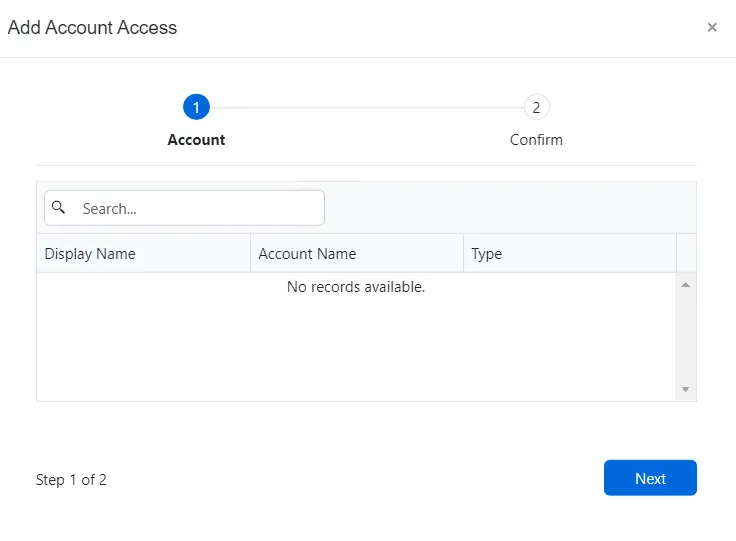 Add Account Access ×
1 2
Account Confirm
Search...
Display Name Account Name Type
No records available.
Step 1 of 2 Next